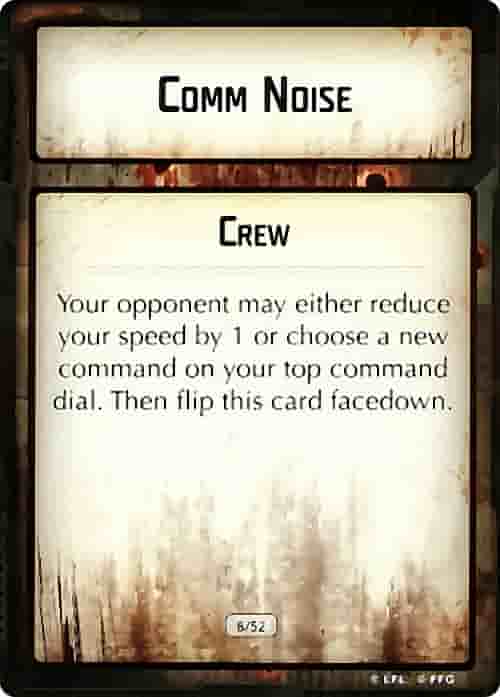 Comm Noise
Crew
Your opponent may either reduce
your speed by 1 or choose a new
command on your top command
dial. Then flip this card facedown.
8/52
© LFL © FFG